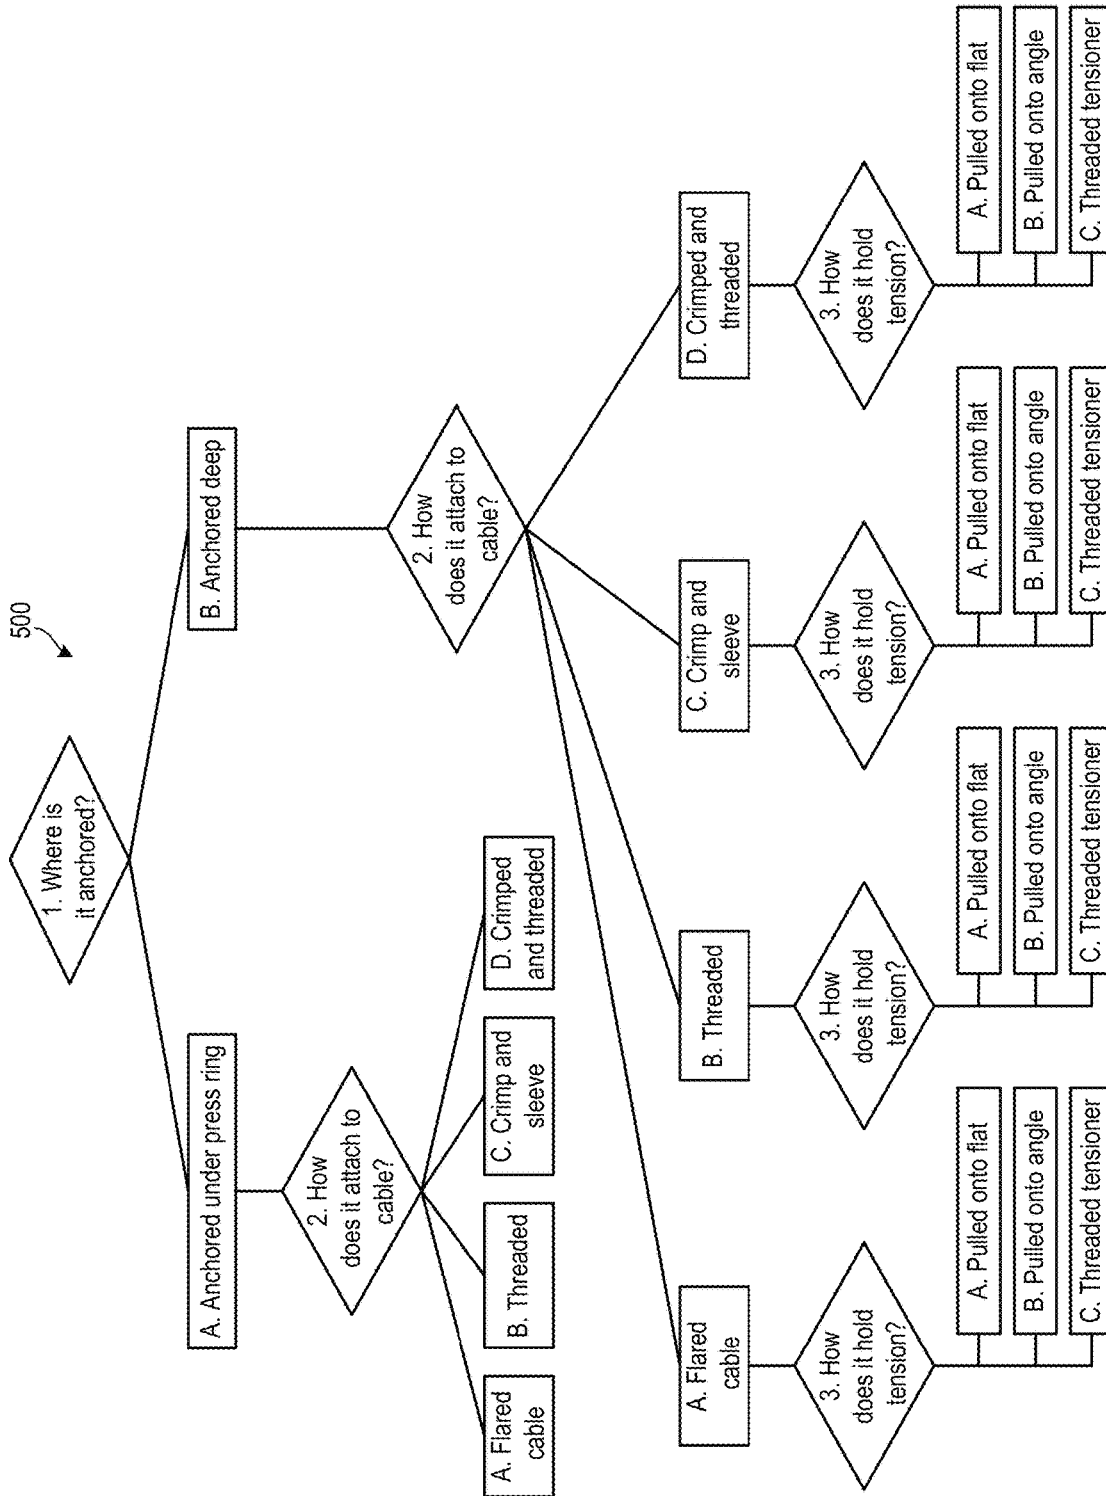 500
1. Where is
it anchored?
A. Anchored under press ring
B. Anchored deep
2. How
does it attach to
cable?
2. How
does it attach to
cable?
A. Flared
cable
B. Threaded
C. Crimp and
sleeve
D. Crimped
and threaded
A. Flared
cable
B. Threaded
C. Crimp and
sleeve
D. Crimped and
threaded
3. How
does it hold
tension?
3. How
does it hold
tension?
3. How
does it hold
tension?
3. How
does it hold
tension?
A. Pulled onto flat
B. Pulled onto angle
C. Threaded tensioner
A. Pulled onto flat
B. Pulled onto angle
C. Threaded tensioner
A. Pulled onto flat
B. Pulled onto angle
C. Threaded tensioner
A. Pulled onto flat
B. Pulled onto angle
C. Threaded tensioner